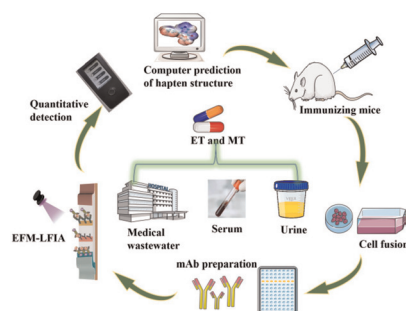 Computer prediction
of hapten structure
Immunizing mice
Quantitative
detection
ET and MT
HOSPITAL
EFM-LFIA
Medical
wastewater
Serum
Urine
Cell fusion
mAb preparation